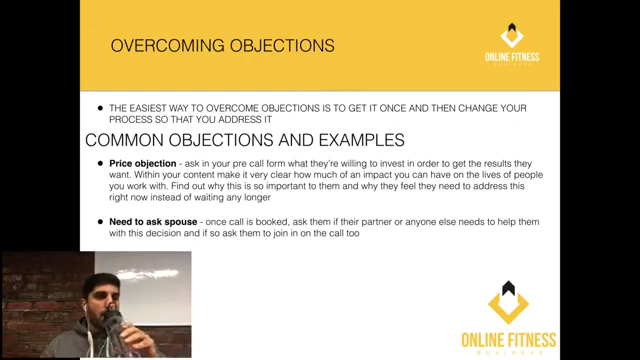 OVERCOMING OBJECTIONS
ONLINE FITNESS
BUSINESS
● THE EASIEST WAY TO OVERCOME OBJECTIONS IS TO GET IT ONCE AND THEN CHANGE YOUR
PROCESS SO THAT YOU ADDRESS IT
COMMON OBJECTIONS AND EXAMPLES
● Price objection - ask in your pre call form what they're willing to invest in order to get the results they
want. Within your content make it very clear how much of an impact you can have on the lives of people
you work with. Find out why this is so important to them and why they feel they need to address this
right now instead of waiting any longer
● Need to ask spouse - once call is booked, ask them if their partner or anyone else needs to help them
with this decision and if so ask them to join in on the call too
ONLINE FITNESS
BUSINESS